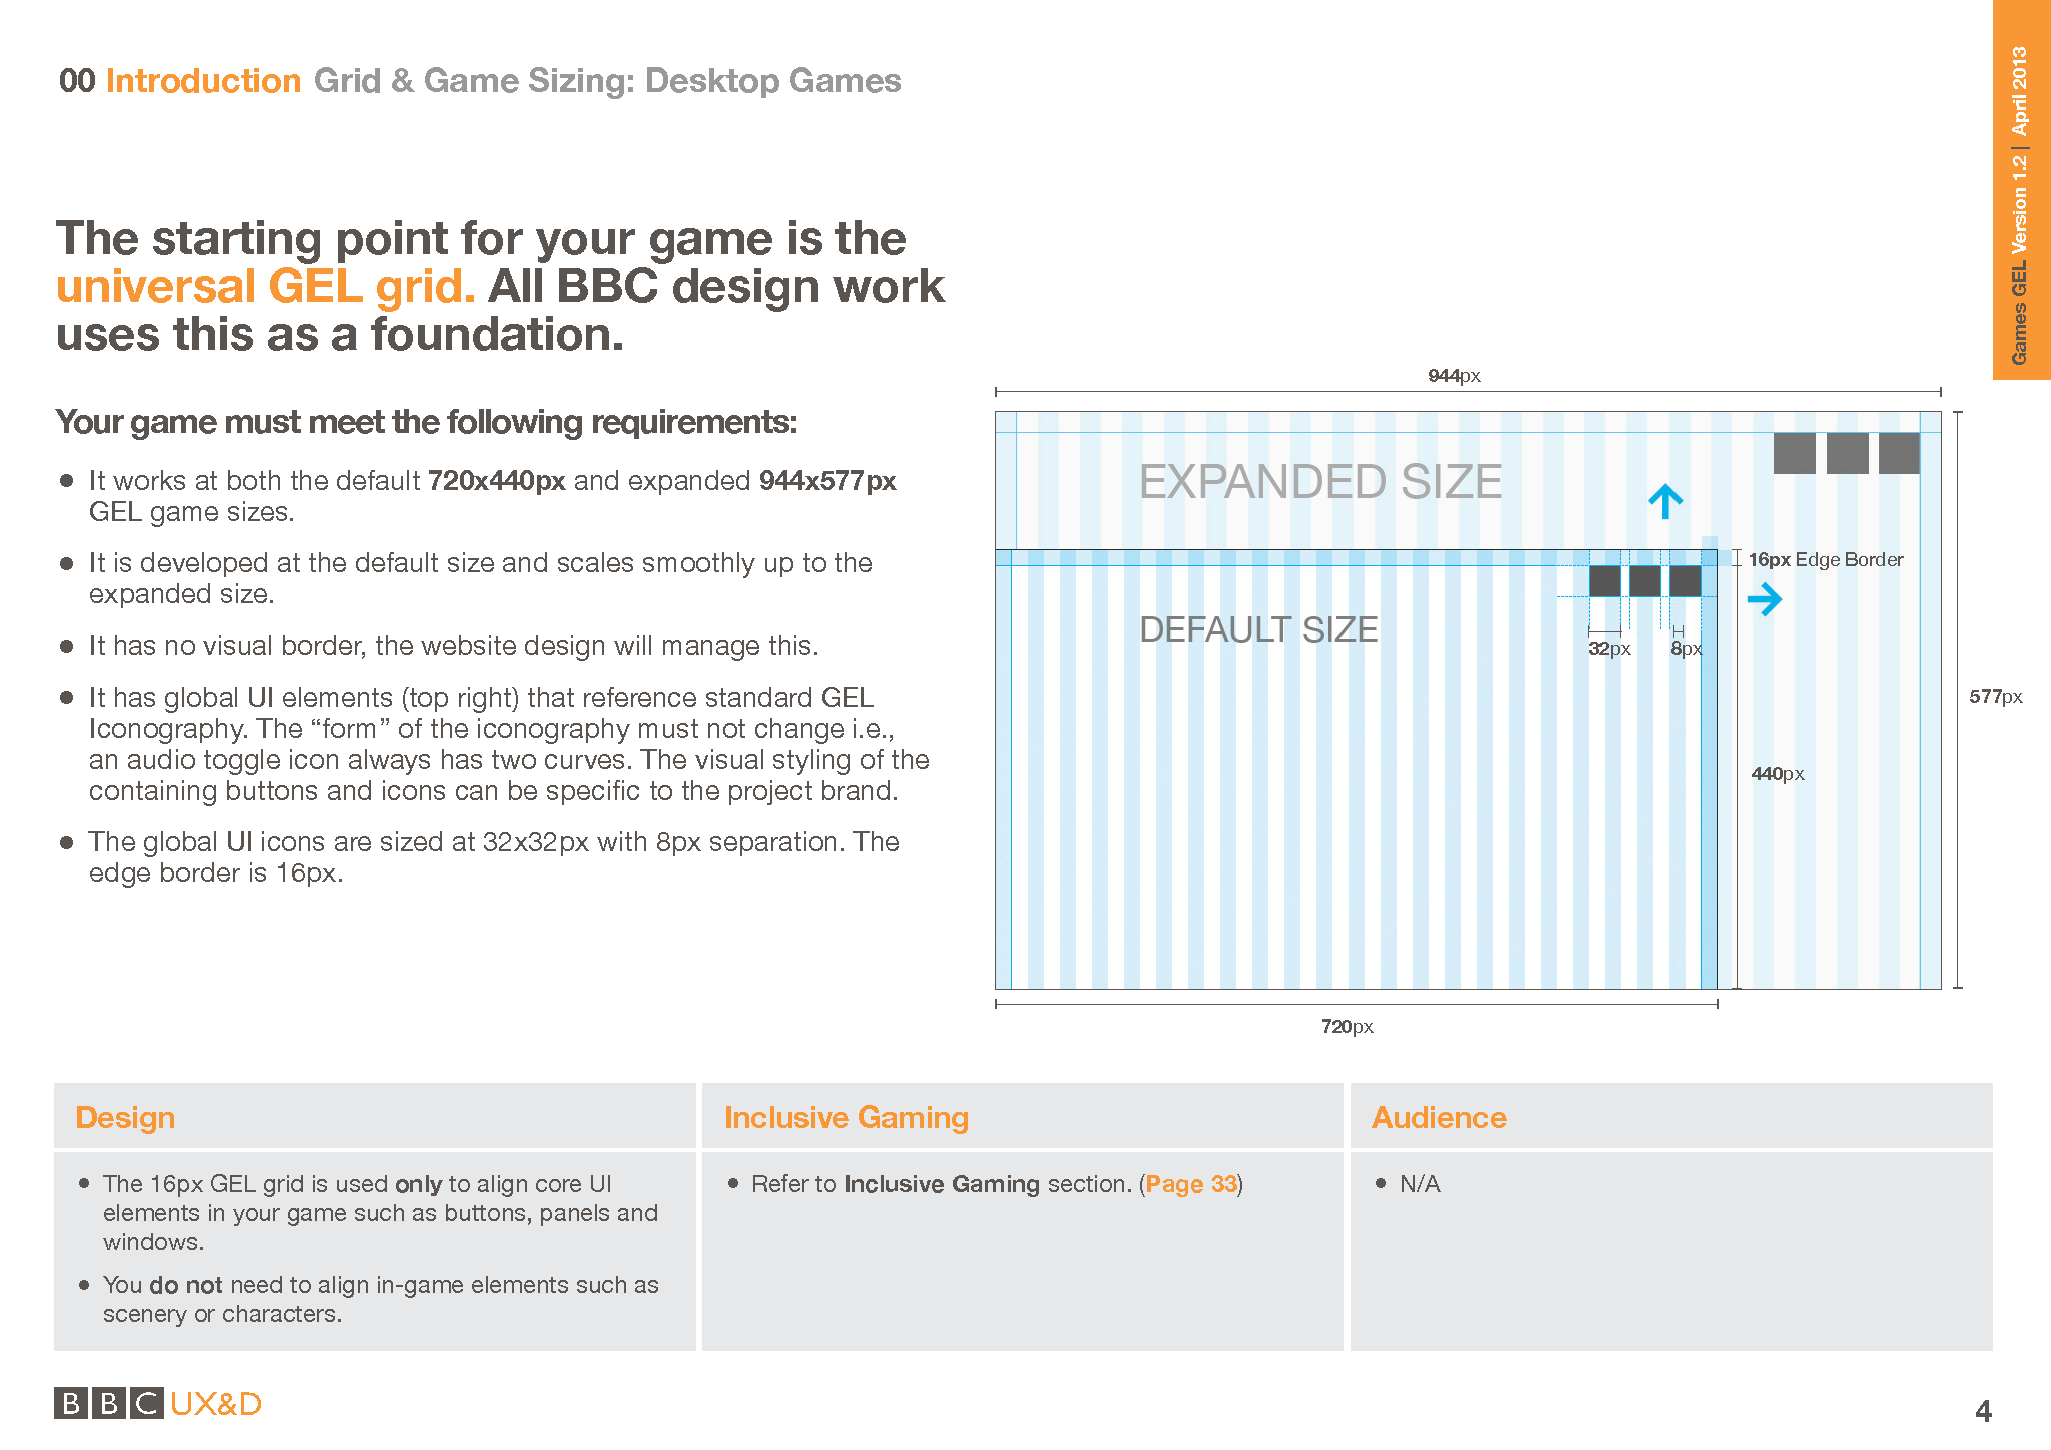 00 Introduction Grid & Game Sizing: Desktop Games
Games GEL Version 1.2 | April 2013
The starting point for your game is the
universal GEL grid. All BBC design work
uses this as a foundation.
Your game must meet the following requirements:
• It works at both the default 720x440px and expanded 944x577px
GEL game sizes.
• It is developed at the default size and scales smoothly up to the
expanded size.
• It has no visual border, the website design will manage this.
• It has global UI elements (top right) that reference standard GEL
Iconography. The “form” of the iconography must not change i.e.,
an audio toggle icon always has two curves. The visual styling of the
containing buttons and icons can be specific to the project brand.
• The global UI icons are sized at 32x32px with 8px separation. The
edge border is 16px.
944px
EXPANDED SIZE
16px Edge Border
DEFAULT SIZE
32px
8px
577px
440px
720px
Design
• The 16px GEL grid is used only to align core UI
elements in your game such as buttons, panels and
windows.
• You do not need to align in-game elements such as
scenery or characters.
Inclusive Gaming
• Refer to Inclusive Gaming section. (Page 33)
Audience
• N/A
BBC UX&D
4